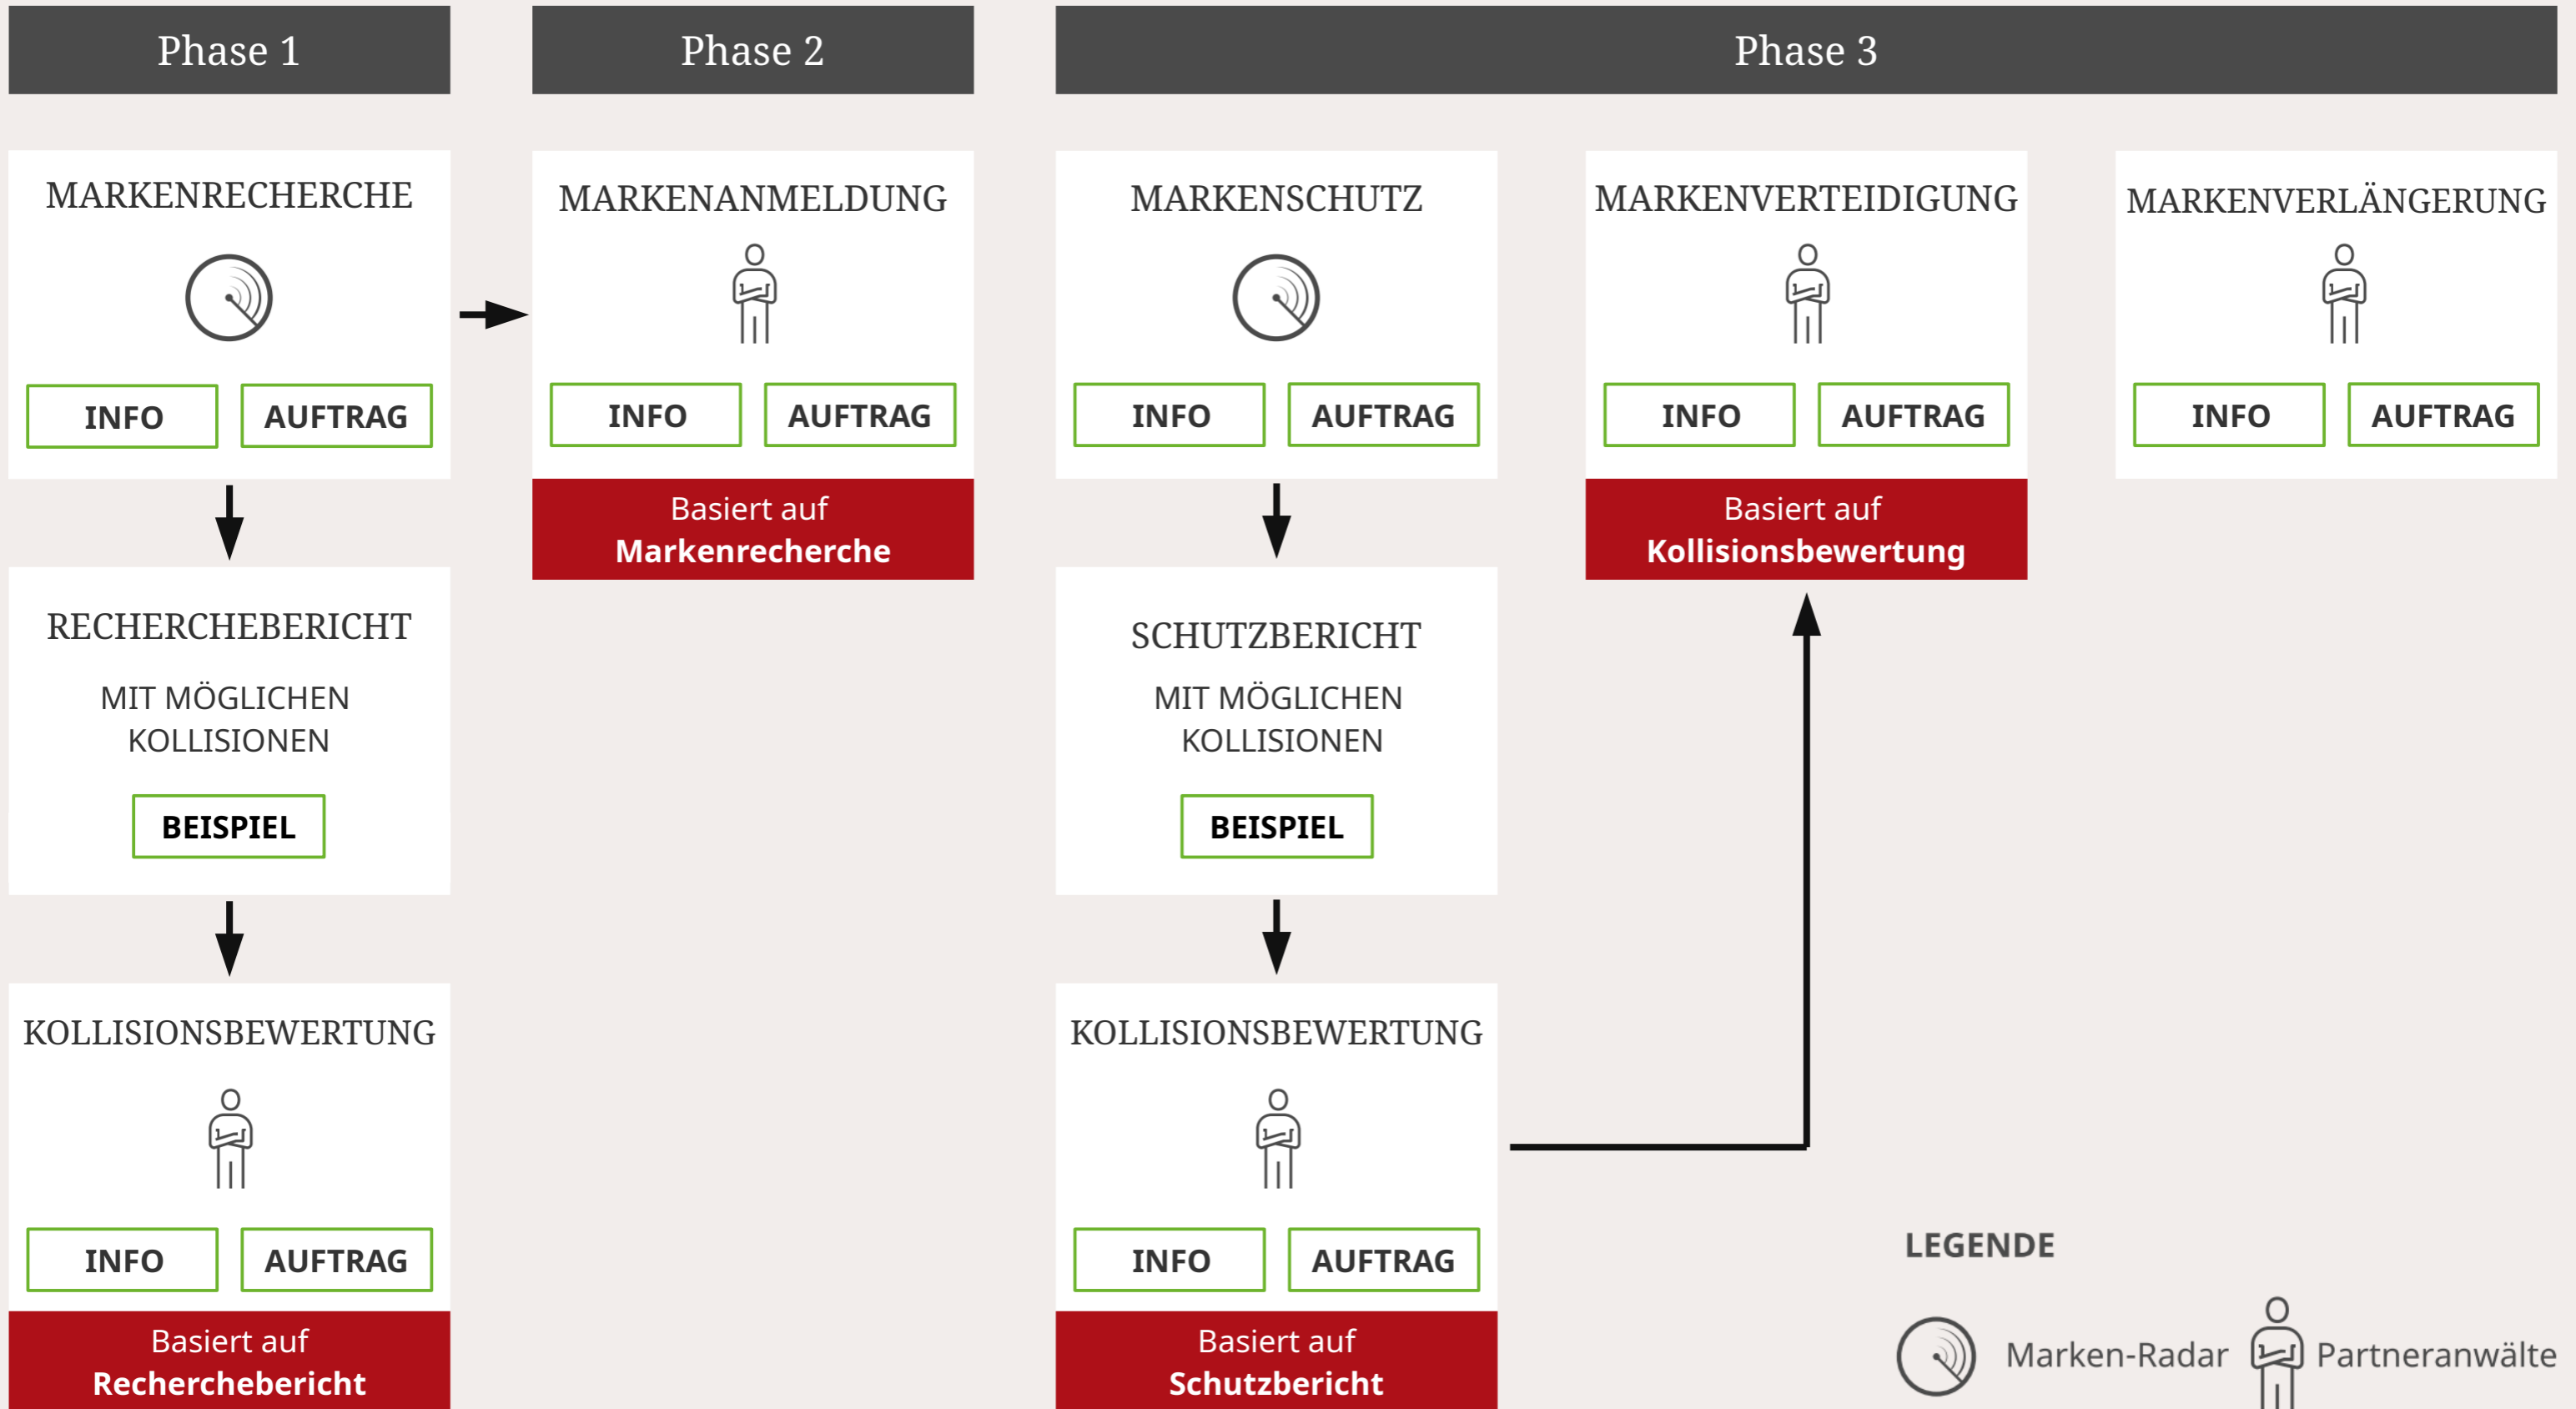 Phase 1
Phase 2
Phase 3
MARKENRECHERCHE
INFO
AUFTRAG
MARKENANMELDUNG
INFO
AUFTRAG
Basiert auf
Markenrecherche
MARKENSCHUTZ
INFO
AUFTRAG
MARKENVERTEIDIGUNG
INFO
AUFTRAG
Basiert auf
Kollisionsbewertung
MARKENVERLÄNGERUNG
INFO
AUFTRAG
RECHERCHEBERICHT
MIT MÖGLICHEN
KOLLISIONEN
BEISPIEL
SCHUTZBERICHT
MIT MÖGLICHEN
KOLLISIONEN
BEISPIEL
KOLLISIONSBEWERTUNG
INFO
AUFTRAG
Basiert auf
Recherchebericht
KOLLISIONSBEWERTUNG
INFO
AUFTRAG
Basiert auf
Schutzbericht
LEGENDE
Marken-Radar
Partneranwälte